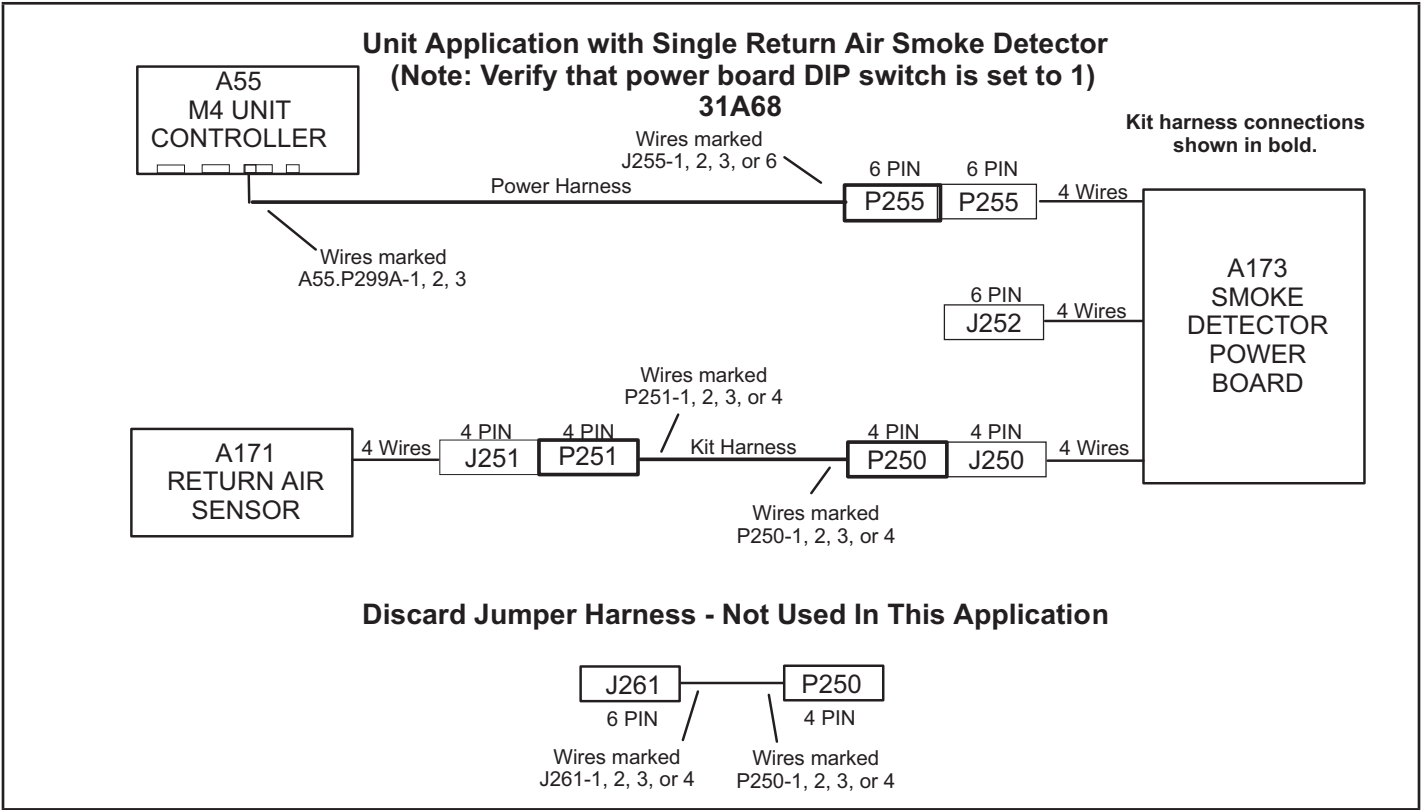 Unit Application with Single Return Air Smoke Detector
(Note: Verify that power board DIP switch is set to 1)
31A68
A55
M4 UNIT
CONTROLLER
Kit harness connections
shown in bold.
Wires marked
J255-1, 2, 3, or 6
Power Harness
6 PIN
6 PIN
P255
P255
4 Wires
Wires marked
A55.P299A-1, 2, 3
A173
SMOKE
DETECTOR
POWER
BOARD
6 PIN
J252
4 Wires
Wires marked
P251-1, 2, 3, or 4
A171
RETURN AIR
SENSOR
4 Wires
4 PIN
4 PIN
J251
P251
Kit Harness
4 PIN
4 PIN
P250
J250
4 Wires
Wires marked
P250-1, 2, 3, or 4
Discard Jumper Harness - Not Used In This Application
J261
P250
6 PIN
4 PIN
Wires marked
J261-1, 2, 3, or 4
Wires marked
P250-1, 2, 3, or 4